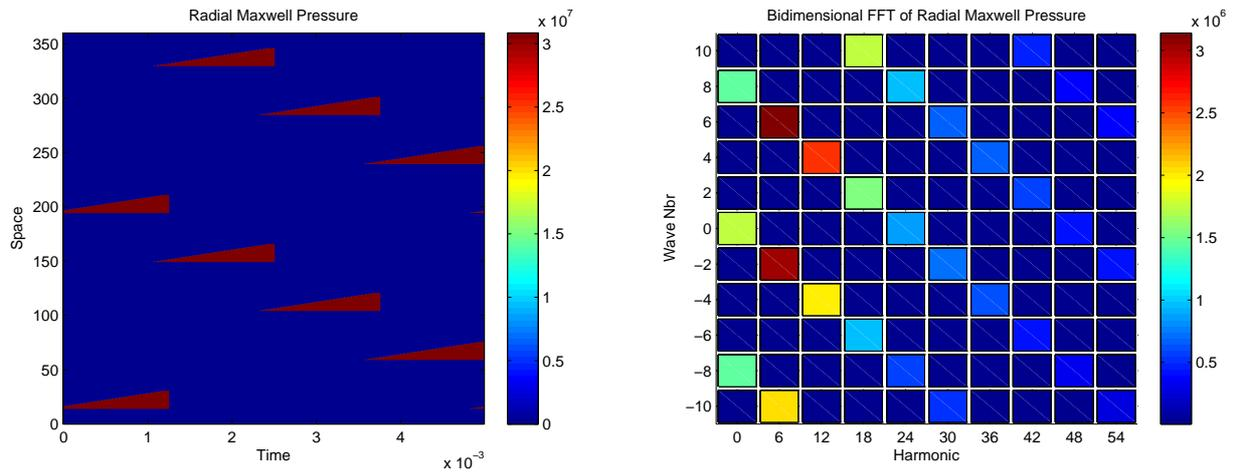 Radial Maxwell Pressure
x 10^7
350
300
250
200
150
100
50
0
Space
0 1 2 3 4
Time
x 10^−3
3
2.5
2
1.5
1
0.5
0
Bidimensional FFT of Radial Maxwell Pressure
x 10^6
10
8
6
4
2
0
−2
−4
−6
−8
−10
Wave Nbr
0 6 12 18 24 30 36 42 48 54
Harmonic
3
2.5
2
1.5
1
0.5